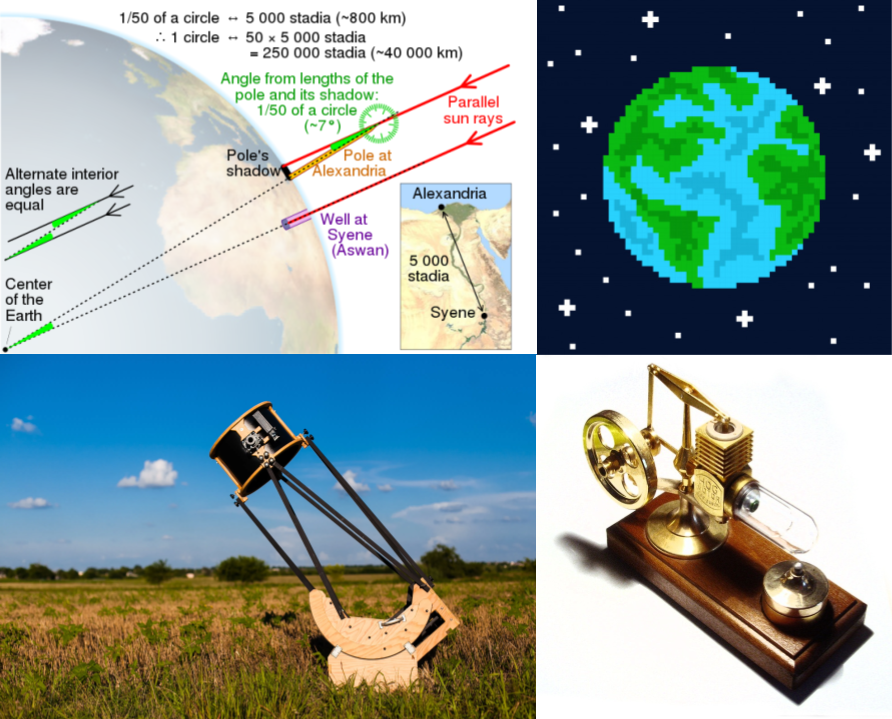 1/50 of a circle ↔ 5 000 stadia (~800 km)
∴ 1 circle ↔ 50 × 5 000 stadia
= 250 000 stadia (~40 000 km)
Angle from lengths of the
pole and its shadow:
1/50 of a circle
(~7°)
Parallel
sun rays
Pole's
shadow
Pole at
Alexandria
Alternate interior
angles are
equal
Well at
Syene
(Aswan)
Center
of the
Earth
Alexandria
5 000
stadia
Syene